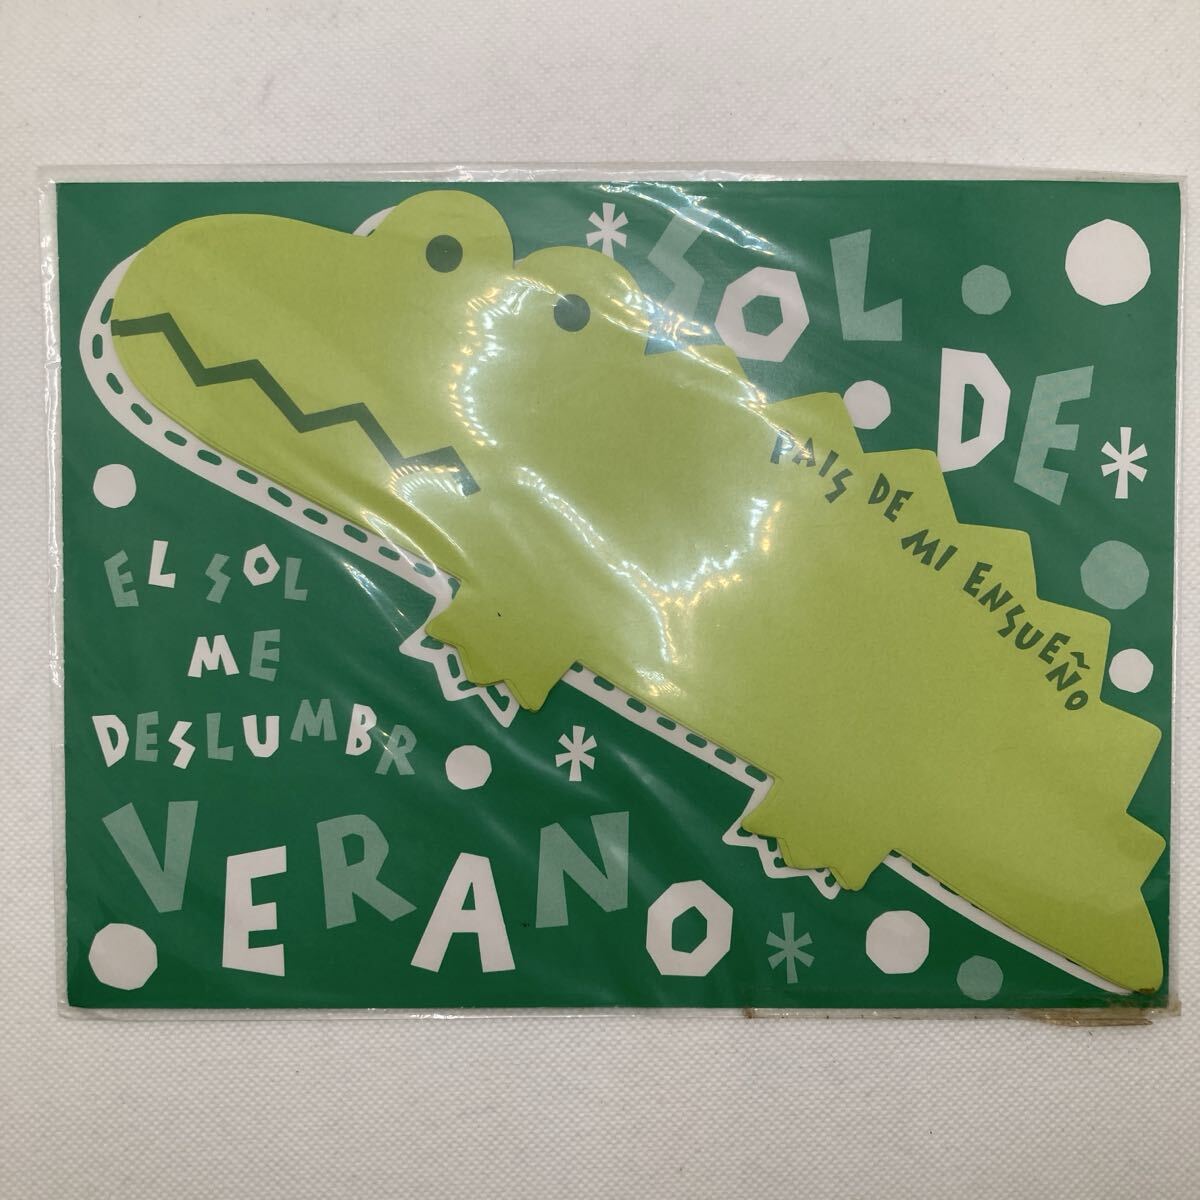 *SOL
DE*
PAIS DE MI ENSUEÑO
EL SOL
ME
DESLUMBR
*
VERANO
*